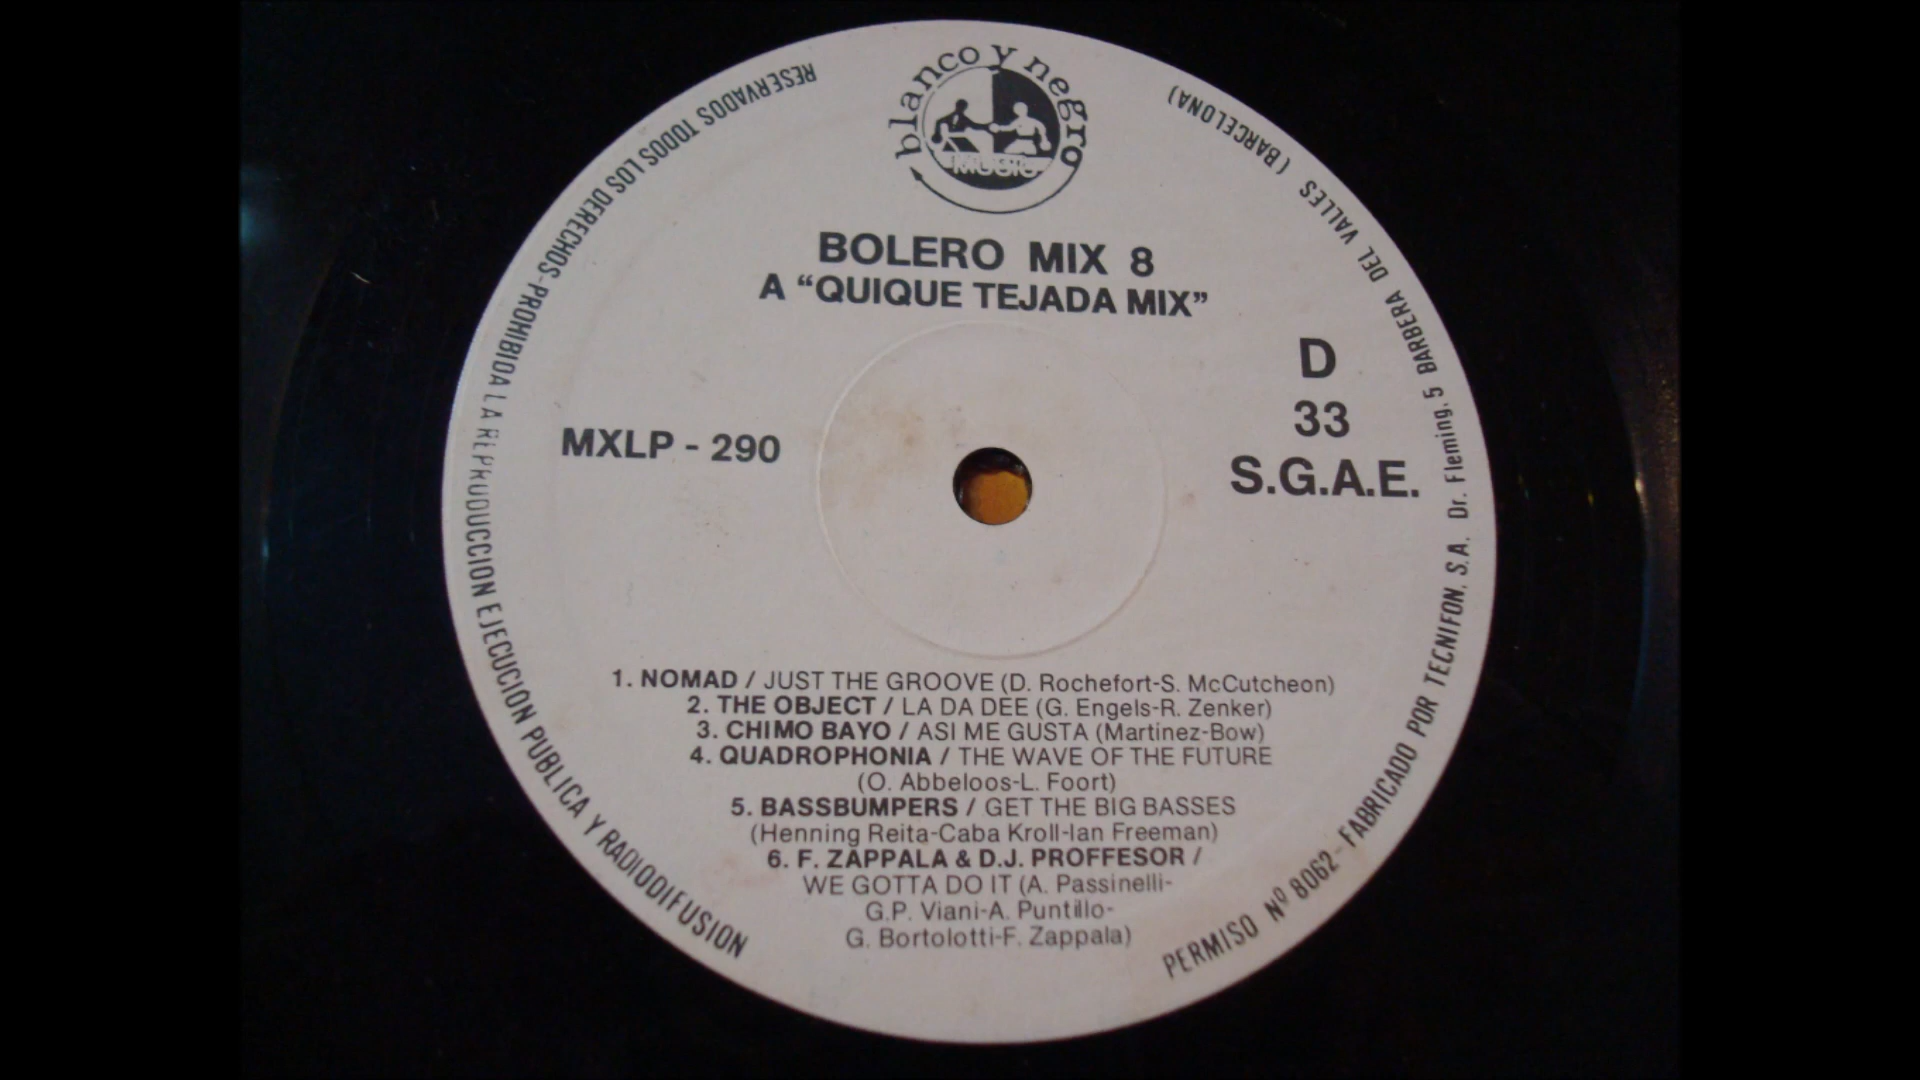 blanco y negro
MUSIC
BOLERO MIX 8
A “QUIQUE TEJADA MIX”
D
33
S.G.A.E.
MXLP - 290
1. NOMAD / JUST THE GROOVE (D. Rochefort-S. McCutcheon)
2. THE OBJECT / LA DA DEE (G. Engels-R. Zenker)
3. CHIMO BAYO / ASI ME GUSTA (Martinez-Bow)
4. QUADROPHONIA / THE WAVE OF THE FUTURE
(O. Abbeloos-L. Foort)
5. BASSBUMPERS / GET THE BIG BASSES
(Henning Reita-Caba Kroll-Ian Freeman)
6. F. ZAPPALA & D.J. PROFFESOR /
WE GOTTA DO IT (A. Passinelli-
G.P. Viani-A. Puntillo-
G. Bortolotti-F. Zappala)
RESERVADOS TODOS LOS DERECHOS-PROHIBIDA LA REPRODUCCION EJECUCION PUBLICA Y RADIODIFUSION
PERMISO Nº 8062-FABRICADO POR TECNIFON, S.A. Dr. Fleming, 5 BARBERA DEL VALLES (BARCELONA)